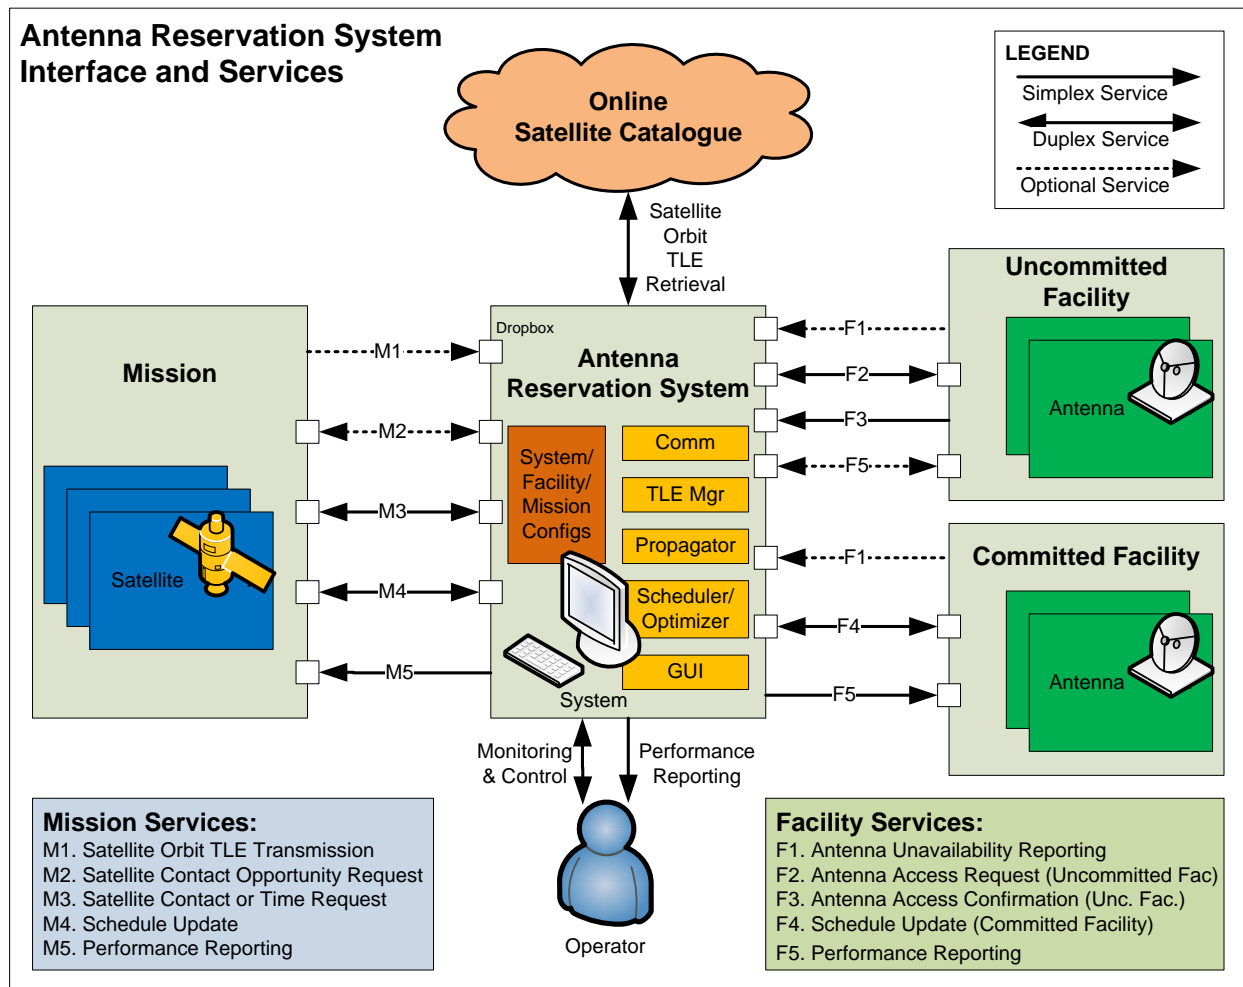 Antenna Reservation System
Interface and Services
Online
Satellite Catalogue
LEGEND
Simplex Service
Duplex Service
Optional Service
Satellite
Orbit
TLE
Retrieval
Mission
Satellite
M1
M2
M3
M4
M5
Dropbox
Antenna
Reservation System
System/
Facility/
Mission
Configs
Comm
TLE Mgr
Propagator
Scheduler/
Optimizer
GUI
System
F1
F2
F3
F5
F1
F4
F5
Uncommitted
Facility
Antenna
Committed Facility
Antenna
Monitoring
& Control
Performance
Reporting
Operator
Mission Services:
M1. Satellite Orbit TLE Transmission
M2. Satellite Contact Opportunity Request
M3. Satellite Contact or Time Request
M4. Schedule Update
M5. Performance Reporting
Facility Services:
F1. Antenna Unavailability Reporting
F2. Antenna Access Request (Uncommitted Fac)
F3. Antenna Access Confirmation (Unc. Fac.)
F4. Schedule Update (Committed Facility)
F5. Performance Reporting